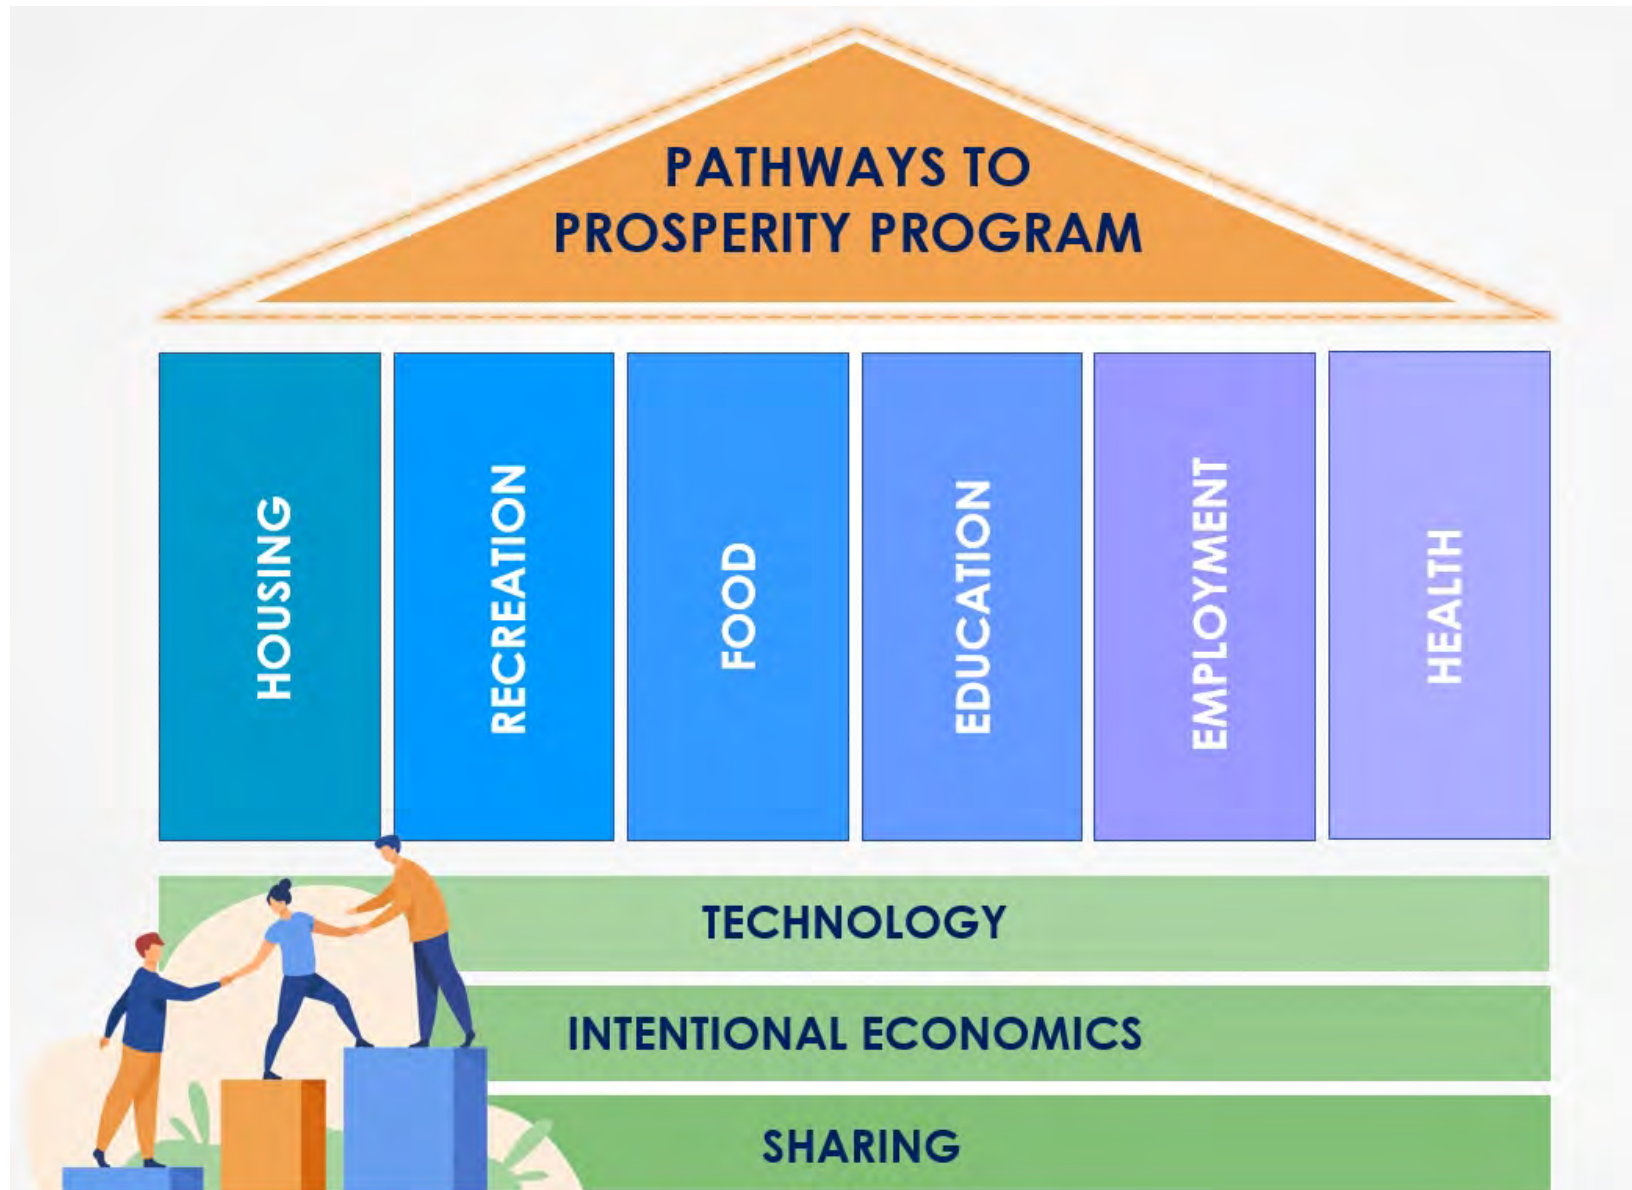 PATHWAYS TO
PROSPERITY PROGRAM
HOUSING
RECREATION
FOOD
EDUCATION
EMPLOYMENT
HEALTH
TECHNOLOGY
INTENTIONAL ECONOMICS
SHARING